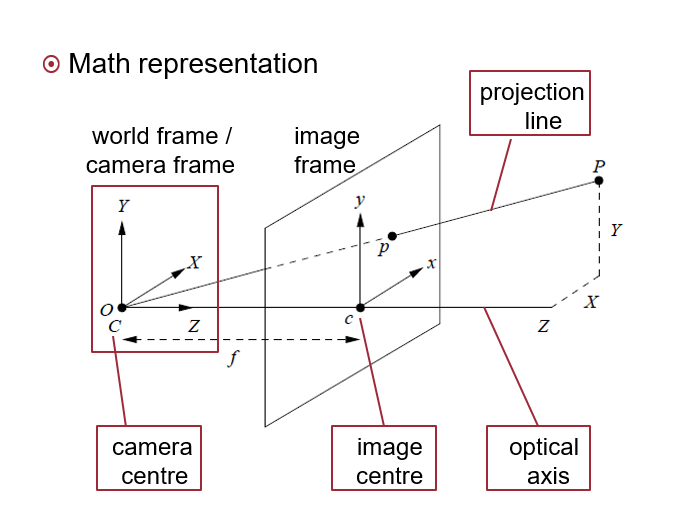 Math representation
projection
line
world frame /
camera frame
image
frame
P
Y
y
p
Y
X
x
O
C
Z
c
Z
X
f
camera
centre
image
centre
optical
axis